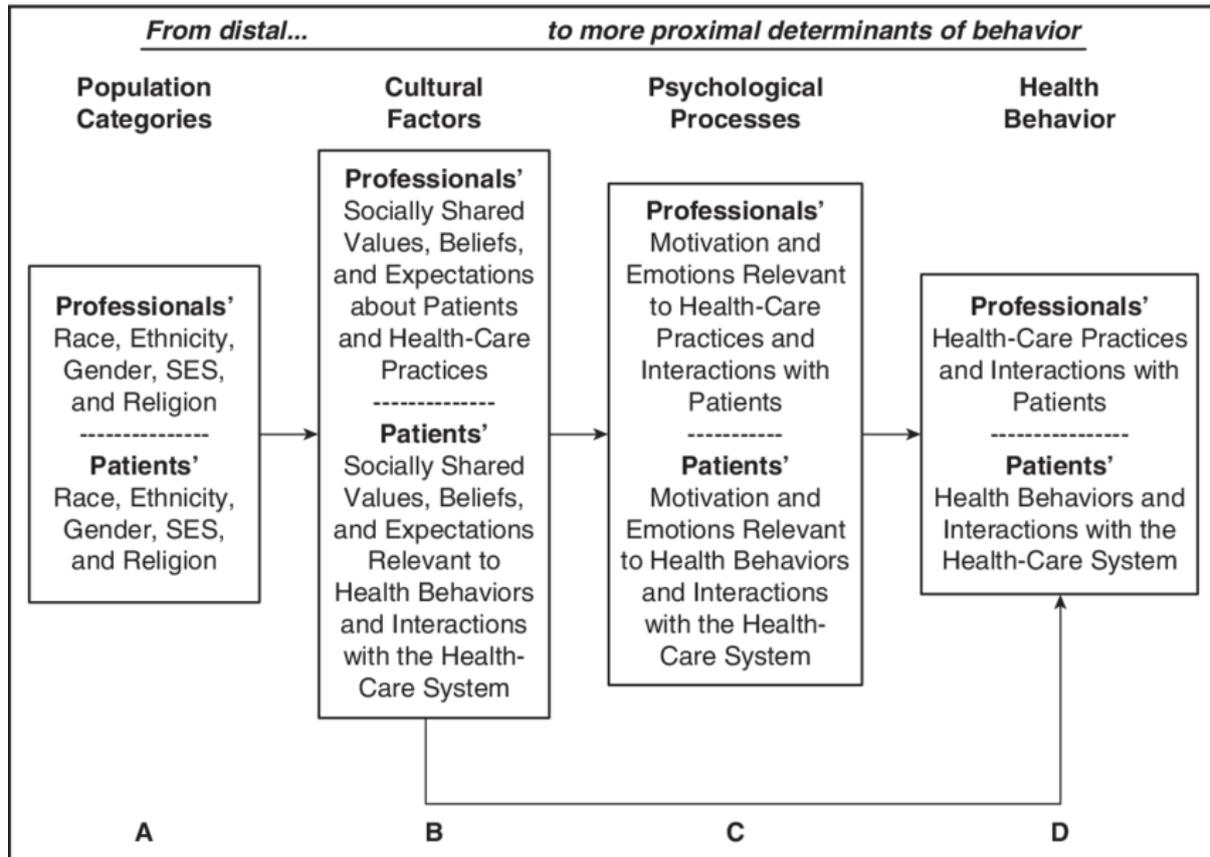 From distal... to more proximal determinants of behavior
Population
Categories
Cultural
Factors
Psychological
Processes
Health
Behavior
Professionals’
Race, Ethnicity,
Gender, SES,
and Religion
---------------
Patients’
Race, Ethnicity,
Gender, SES,
and Religion
Professionals’
Socially Shared
Values, Beliefs,
and Expectations
about Patients
and Health-Care
Practices
--------------
Patients’
Socially Shared
Values, Beliefs,
and Expectations
Relevant to
Health Behaviors
and Interactions
with the Health-
Care System
Professionals’
Motivation and
Emotions Relevant
to Health-Care
Practices and
Interactions with
Patients
-----------
Patients’
Motivation and
Emotions Relevant
to Health Behaviors
and Interactions
with the Health-
Care System
Professionals’
Health-Care Practices
and Interactions with
Patients
----------------
Patients’
Health Behaviors and
Interactions with the
Health-Care System
A
B
C
D